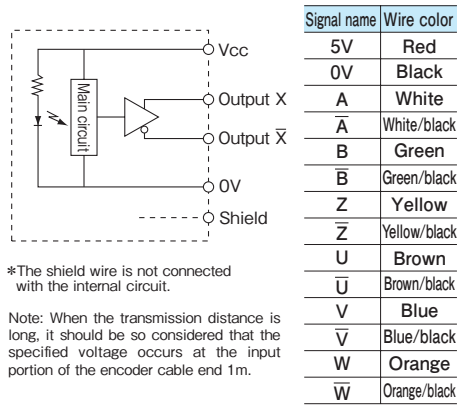 Vcc
Output X
Main circuit
Output X̅
0V
Shield
*The shield wire is not connected
with the internal circuit.
Note: When the transmission distance is
long, it should be so considered that the
specified voltage occurs at the input
portion of the encoder cable end 1m.
Signal name Wire color
5V Red
0V Black
A White
A̅ White/black
B Green
B̅ Green/black
Z Yellow
Z̅ Yellow/black
U Brown
U̅ Brown/black
V Blue
V̅ Blue/black
W Orange
W̅ Orange/black